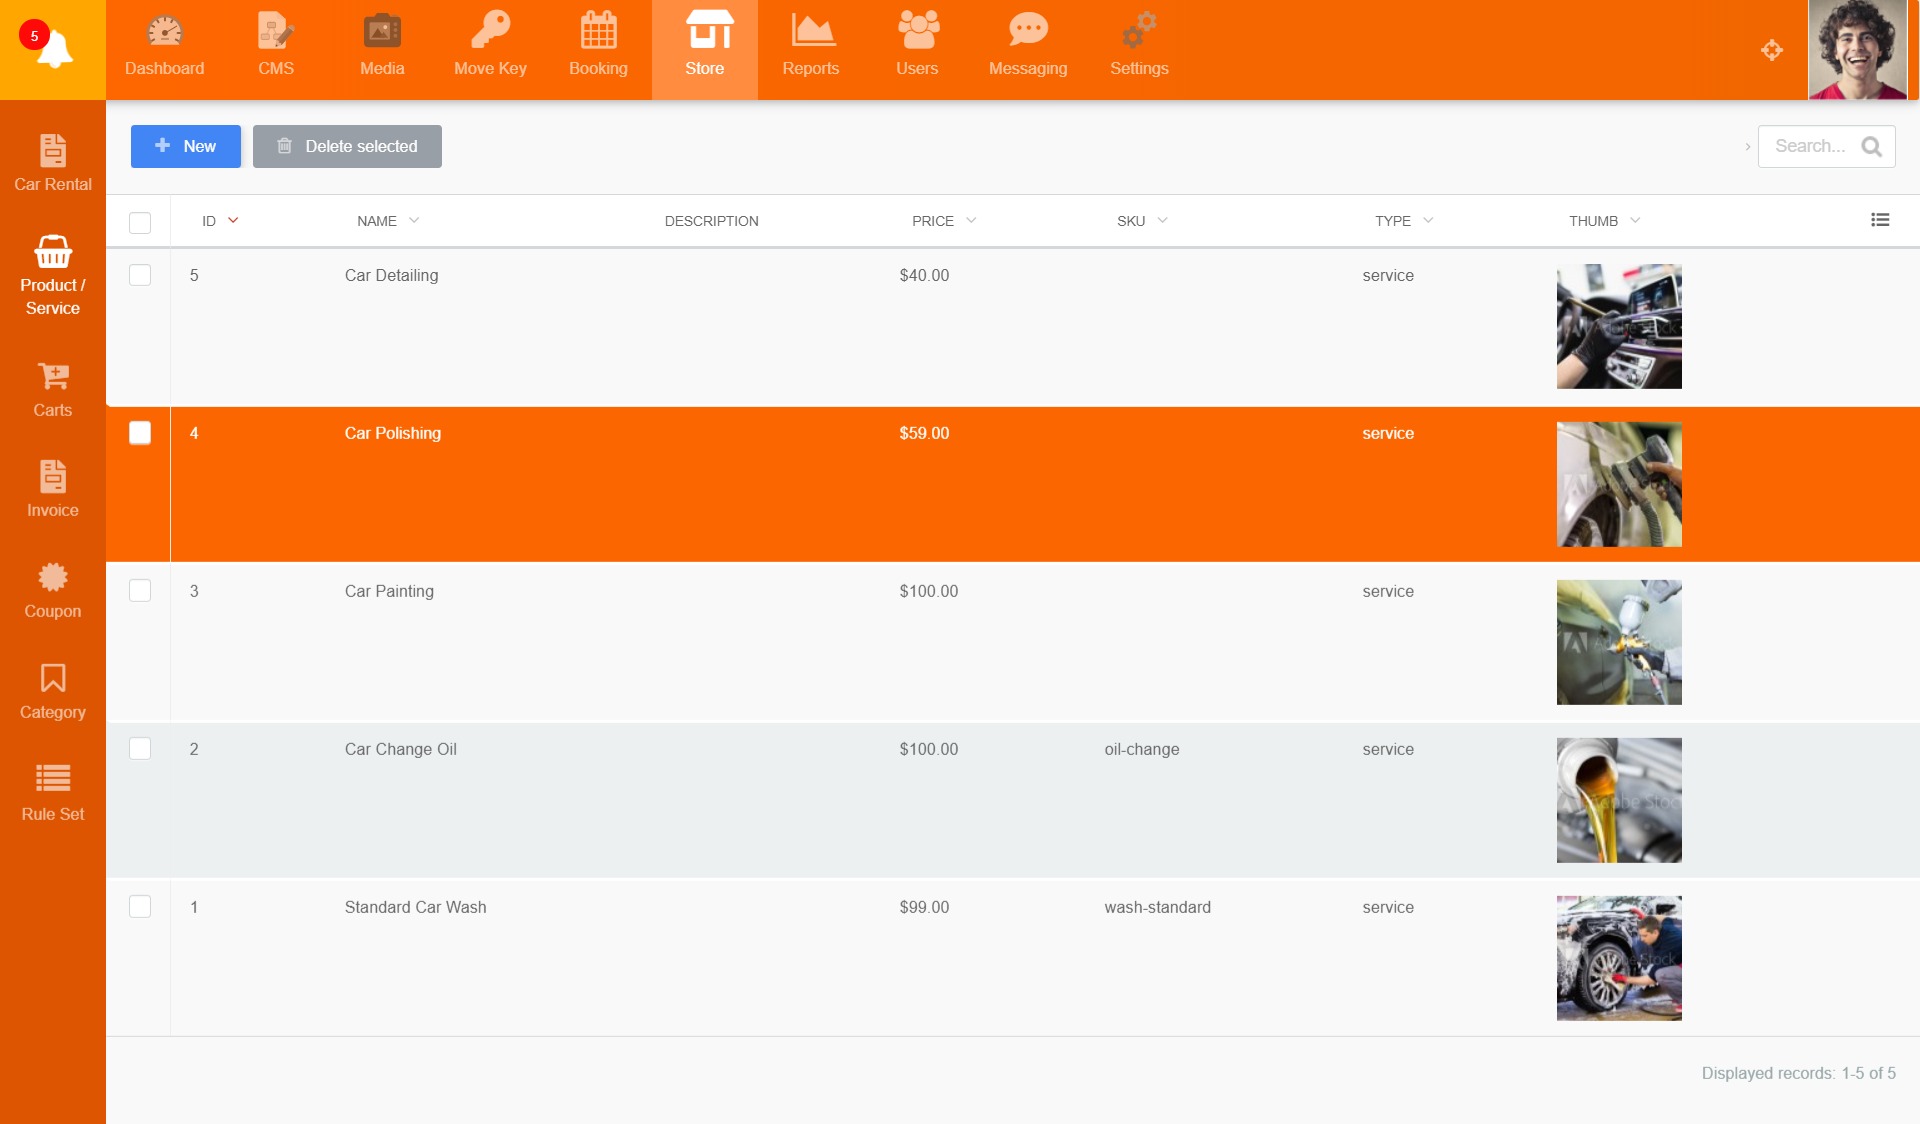 5
Dashboard
CMS
Media
Move Key
Booking
Store
Reports
Users
Messaging
Settings
Car Rental
Product /
Service
Carts
Invoice
Coupon
Category
Rule Set
New
Delete selected
Search...
ID NAME DESCRIPTION PRICE SKU TYPE THUMB
5 Car Detailing $40.00 service
4 Car Polishing $59.00 service
3 Car Painting $100.00 service
2 Car Change Oil $100.00 oil-change service
1 Standard Car Wash $99.00 wash-standard service
Displayed records: 1-5 of 5